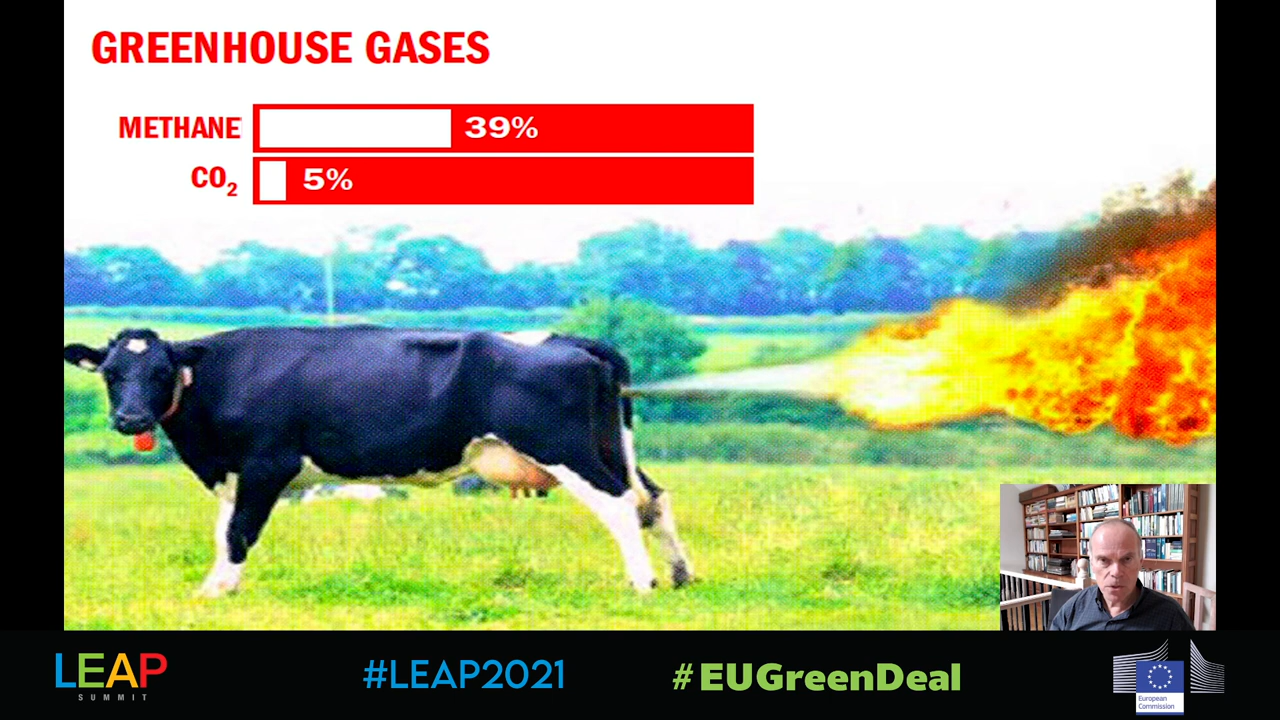 GREENHOUSE GASES
METHANE 39%
CO₂ 5%
LEAP
SUMMIT
#LEAP2021
#EUGreenDeal
European
Commission